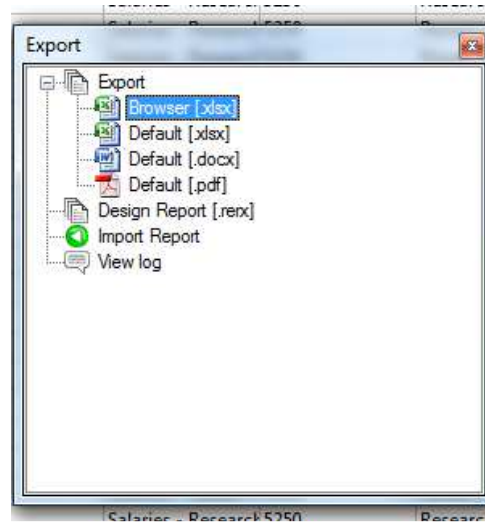 Export
Export
Browser [.xlsx]
Default [.xlsx]
Default [.docx]
Default [.pdf]
Design Report [.rerx]
Import Report
View log
Salaries - Research 5250